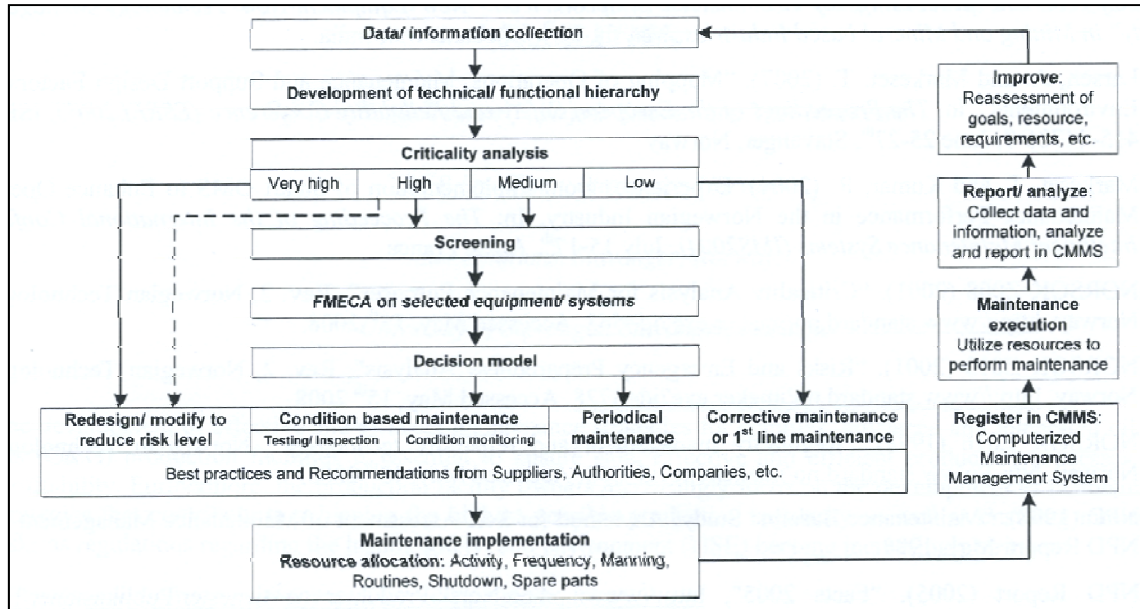 Data/ information collection
Development of technical/ functional hierarchy
Criticality analysis
Very high
High
Medium
Low
Screening
FMECA on selected equipment/ systems
Decision model
Redesign/ modify to
reduce risk level
Condition based maintenance
Testing/ Inspection
Condition monitoring
Periodical
maintenance
Corrective maintenance
or 1st line maintenance
Best practices and Recommendations from Suppliers, Authorities, Companies, etc.
Maintenance implementation
Resource allocation: Activity, Frequency, Manning,
Routines, Shutdown, Spare parts
Improve:
Reassessment of
goals, resource,
requirements, etc.
Report/ analyze:
Collect data and
information, analyze
and report in CMMS
Maintenance
execution
Utilize resources to
perform maintenance
Register in CMMS:
Computerized
Maintenance
Management System